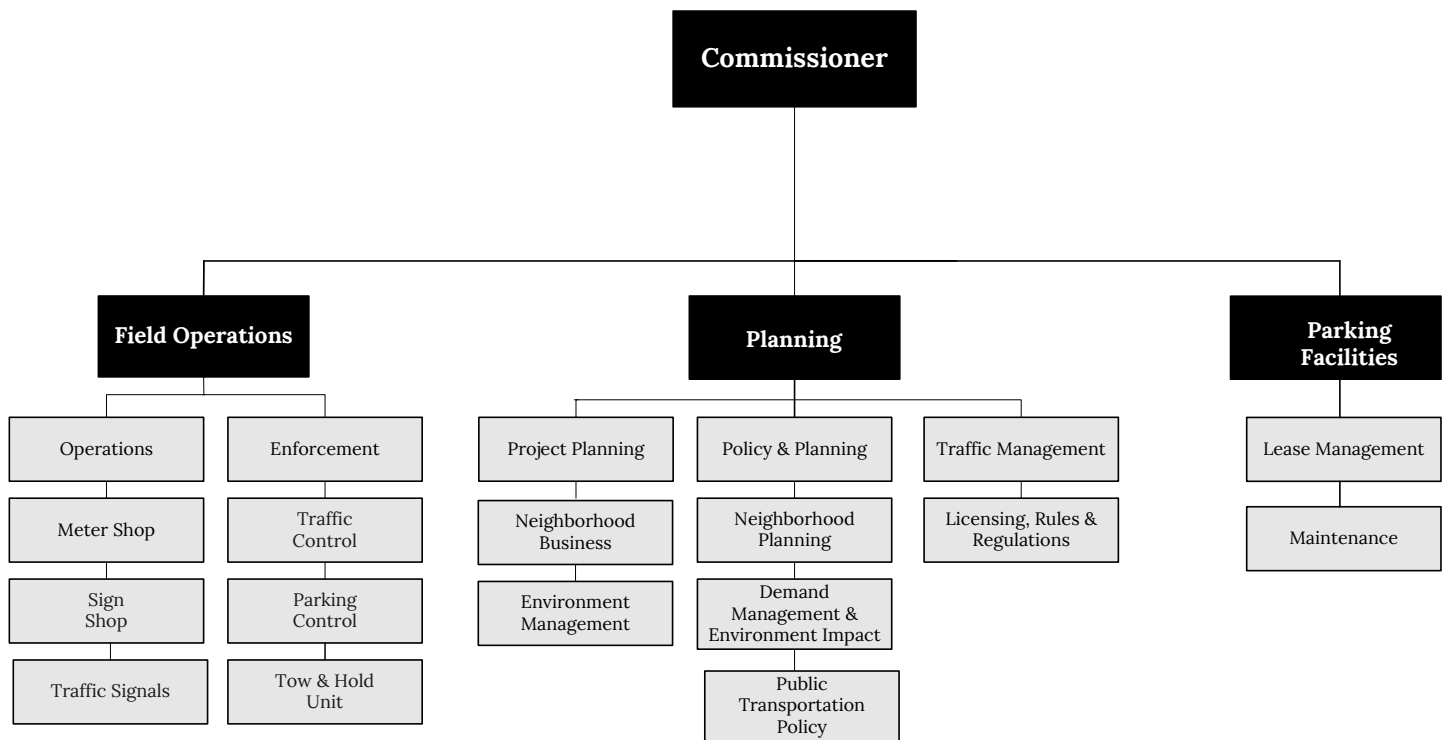 Commissioner
Field Operations
Planning
Parking
Facilities
Operations
Enforcement
Project Planning
Policy & Planning
Traffic Management
Lease Management
Meter Shop
Traffic
Control
Neighborhood
Business
Neighborhood
Planning
Licensing, Rules &
Regulations
Maintenance
Sign
Shop
Parking
Control
Environment
Management
Demand
Management &
Environment Impact
Traffic Signals
Tow & Hold
Unit
Public
Transportation
Policy